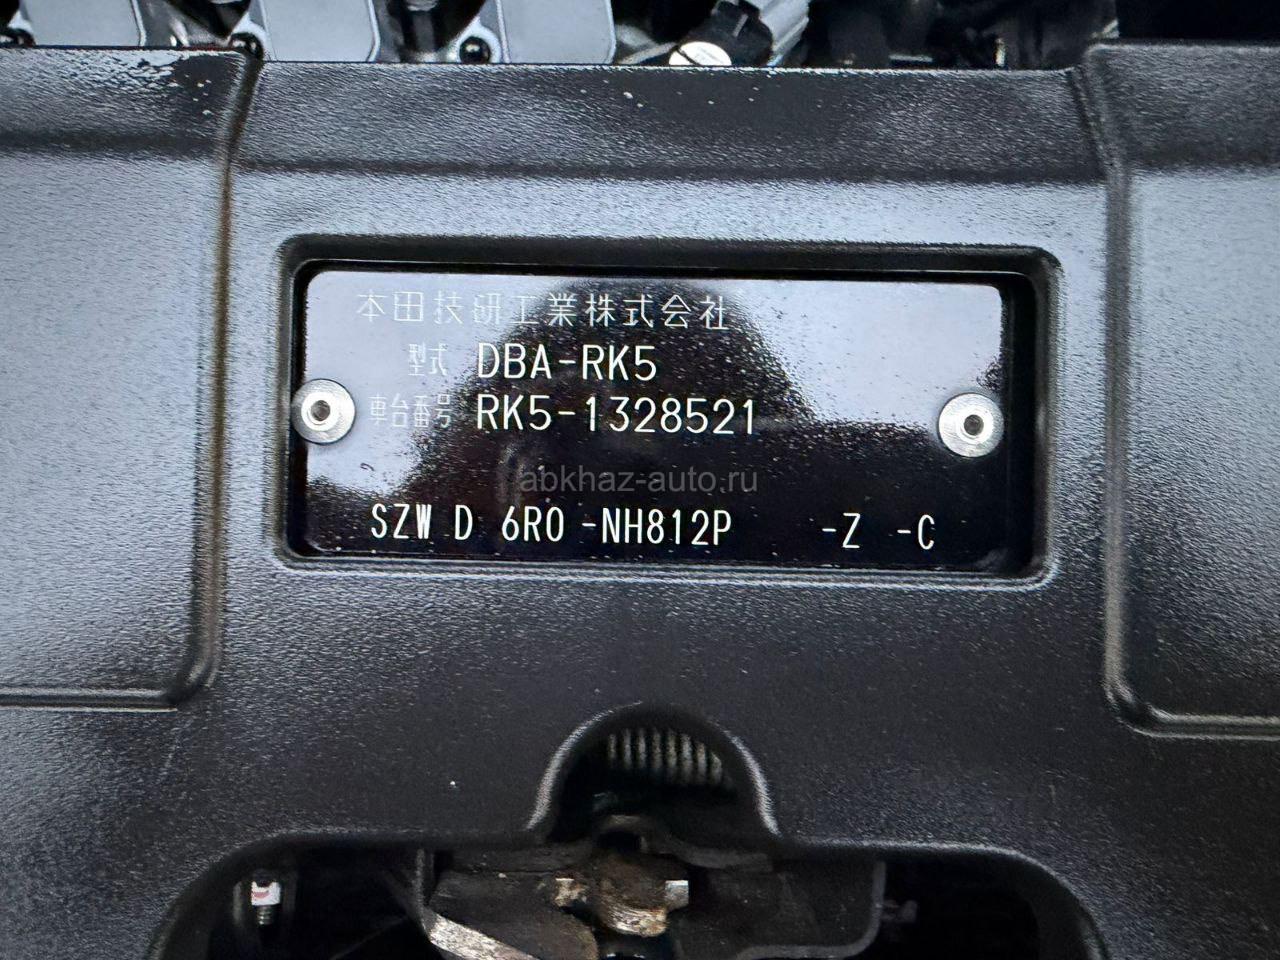 本田技研工業株式会社
型式 DBA-RK5
車台番号 RK5-1328521
abkhaz-auto.ru
SZW D 6R0 -NH812P -Z -C